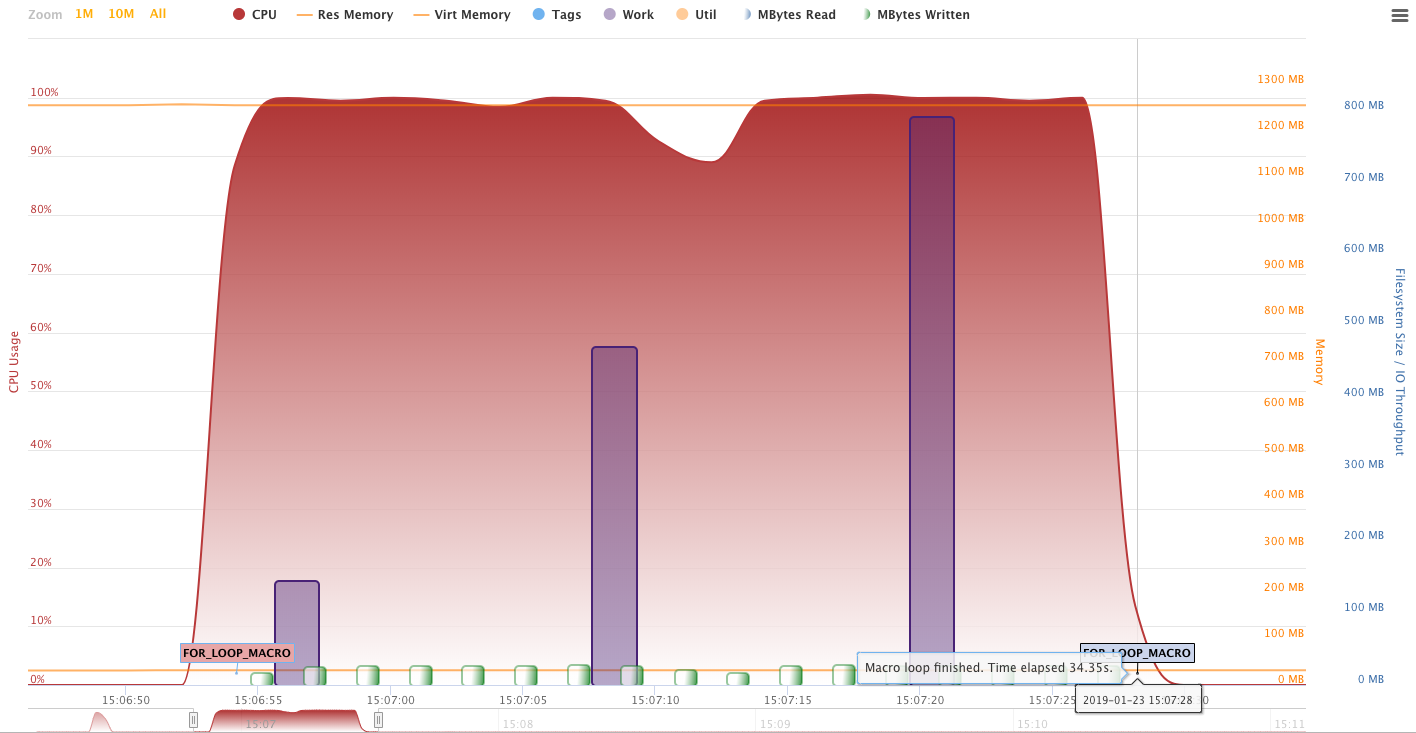 Zoom 1M 10M All CPU Res Memory Virt Memory Tags Work Util MBytes Read MBytes Written
100%
90%
80%
70%
60%
50%
40%
30%
20%
10%
0%
CPU Usage
1300 MB
1200 MB
1100 MB
1000 MB
900 MB
800 MB
700 MB
600 MB
500 MB
400 MB
300 MB
200 MB
100 MB
0 MB
Memory
800 MB
700 MB
600 MB
500 MB
400 MB
300 MB
200 MB
100 MB
0 MB
Filesystem Size / IO Throughput
FOR_LOOP_MACRO
FOR_LOOP_MACRO
Macro loop finished. Time elapsed 34.35s.
2019-01-23 15:07:28
15:06:50 15:06:55 15:07:00 15:07:05 15:07:10 15:07:15 15:07:20 15:07:25
15:07 15:08 15:09 15:10 15:11